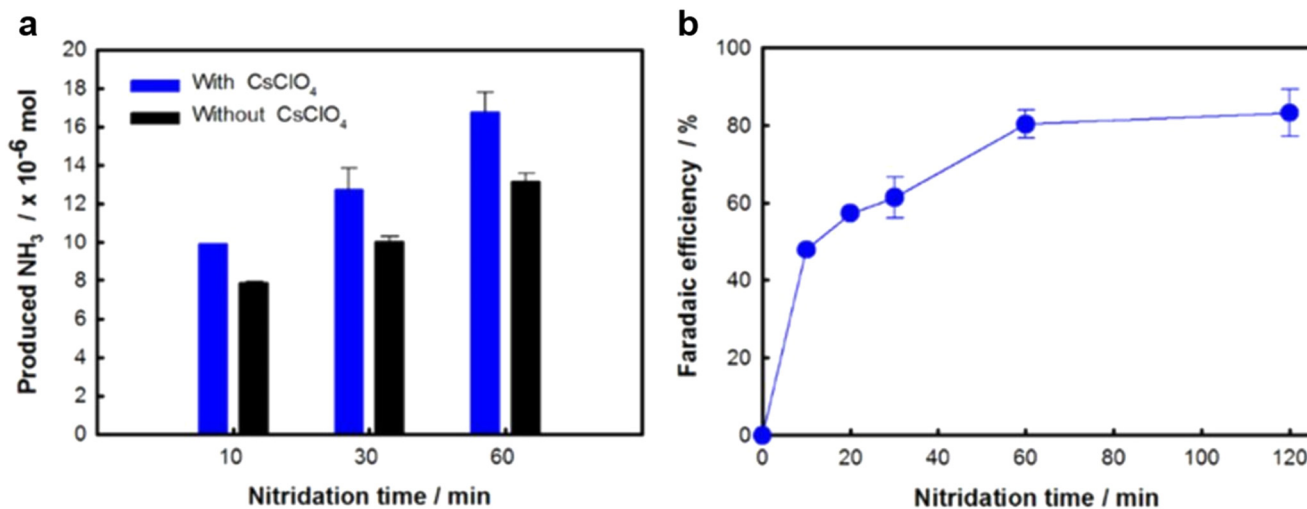 a
20
18
16
14
12
10
8
6
4
2
0
Produced NH₃ / x 10⁻⁶ mol
With CsClO₄
Without CsClO₄
10 30 60
Nitridation time / min
b
100
80
60
40
20
0
Faradaic efficiency / %
0 20 40 60 80 100 120
Nitridation time / min